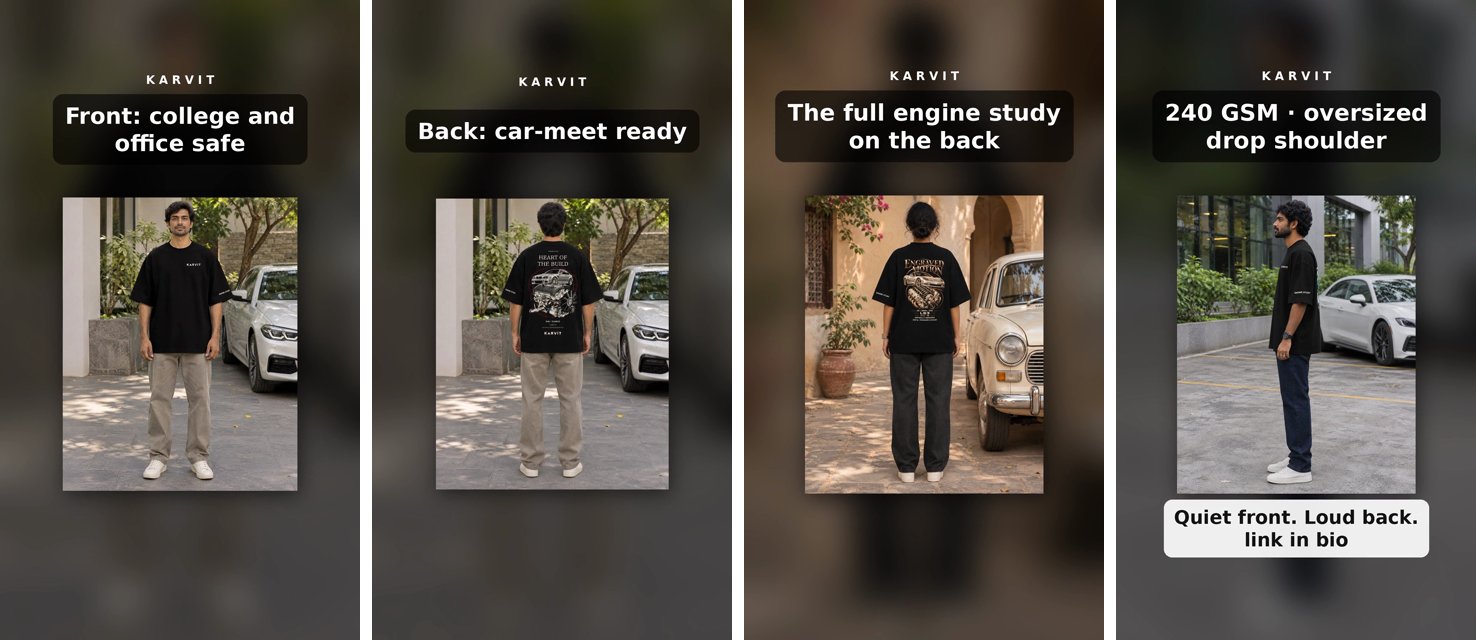 KARVIT
Front: college and
office safe
KARVIT
KARVIT
Back: car-meet ready
HEART OF
THE BUILD
KARVIT
KARVIT
The full engine study
on the back
ENGRAVED
MOTION
KARVIT
240 GSM · oversized
drop shoulder
Quiet front. Loud back.
link in bio